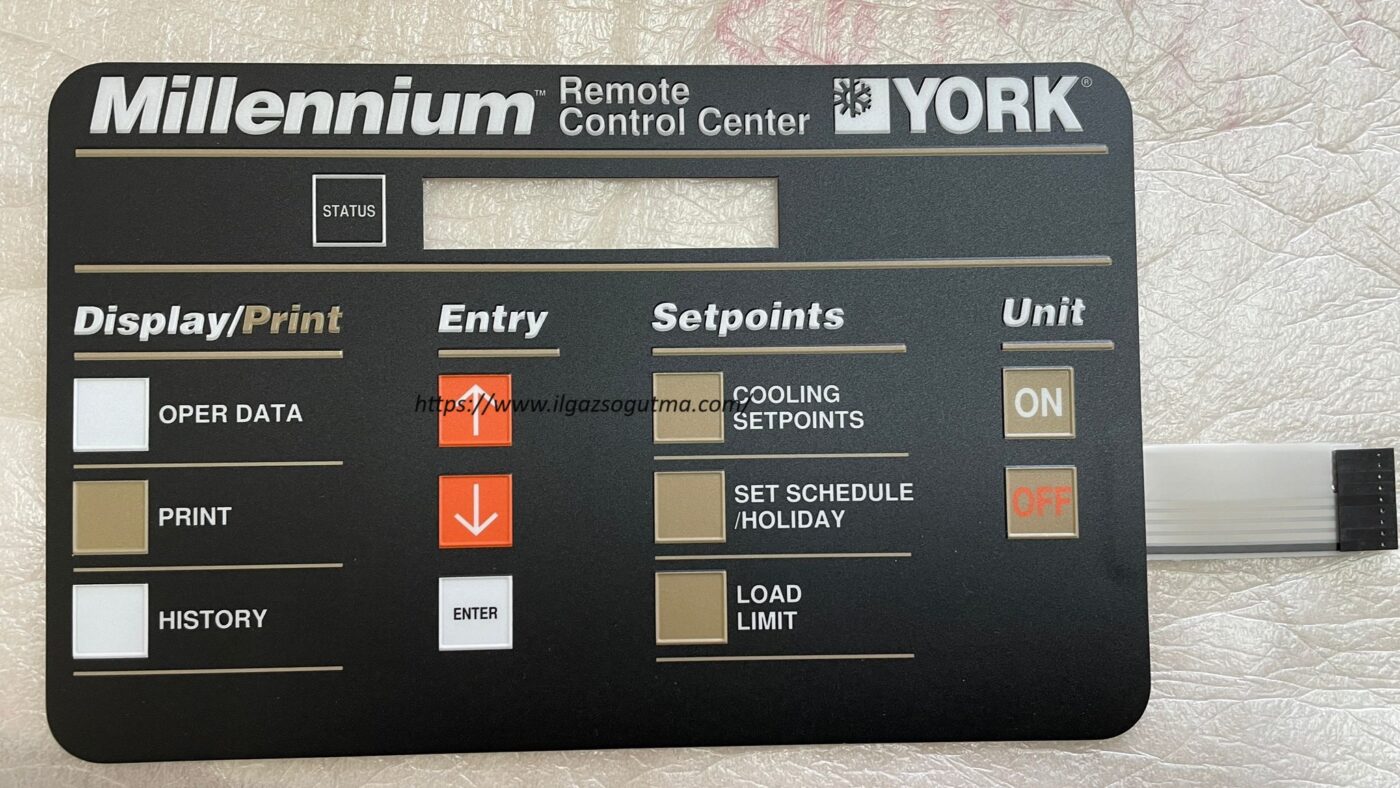 Millennium™ Remote
Control Center YORK®
STATUS
Display/Print Entry Setpoints Unit
OPER DATA
COOLING
SETPOINTS
ON
https://www.ilgazsogutma.com/
PRINT
SET SCHEDULE
/HOLIDAY
OFF
HISTORY
ENTER
LOAD
LIMIT